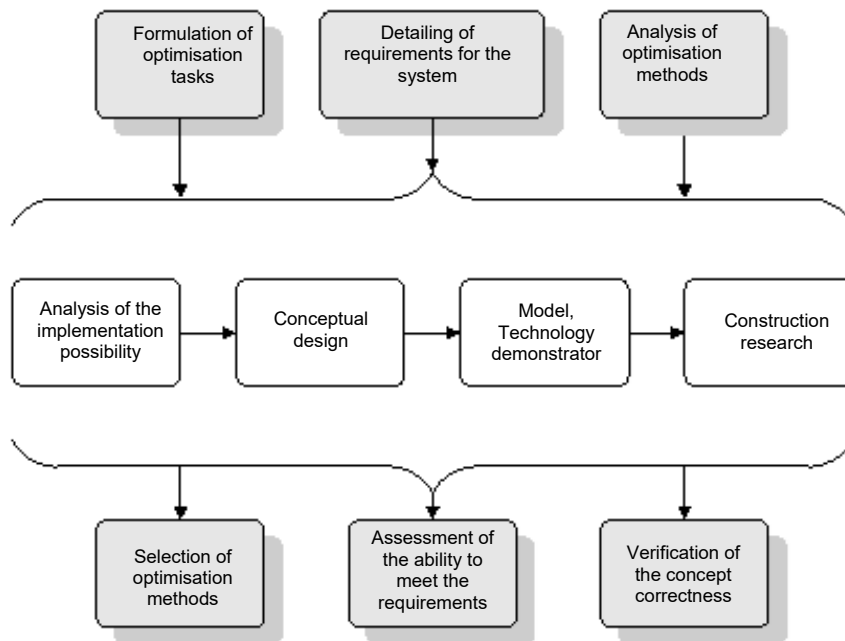 Formulation of
optimisation
tasks
Detailing of
requirements for the
system
Analysis of
optimisation
methods
Analysis of the
implementation
possibility
Conceptual
design
Model,
Technology
demonstrator
Construction
research
Selection of
optimisation
methods
Assessment of
the ability to
meet the
requirements
Verification of
the concept
correctness